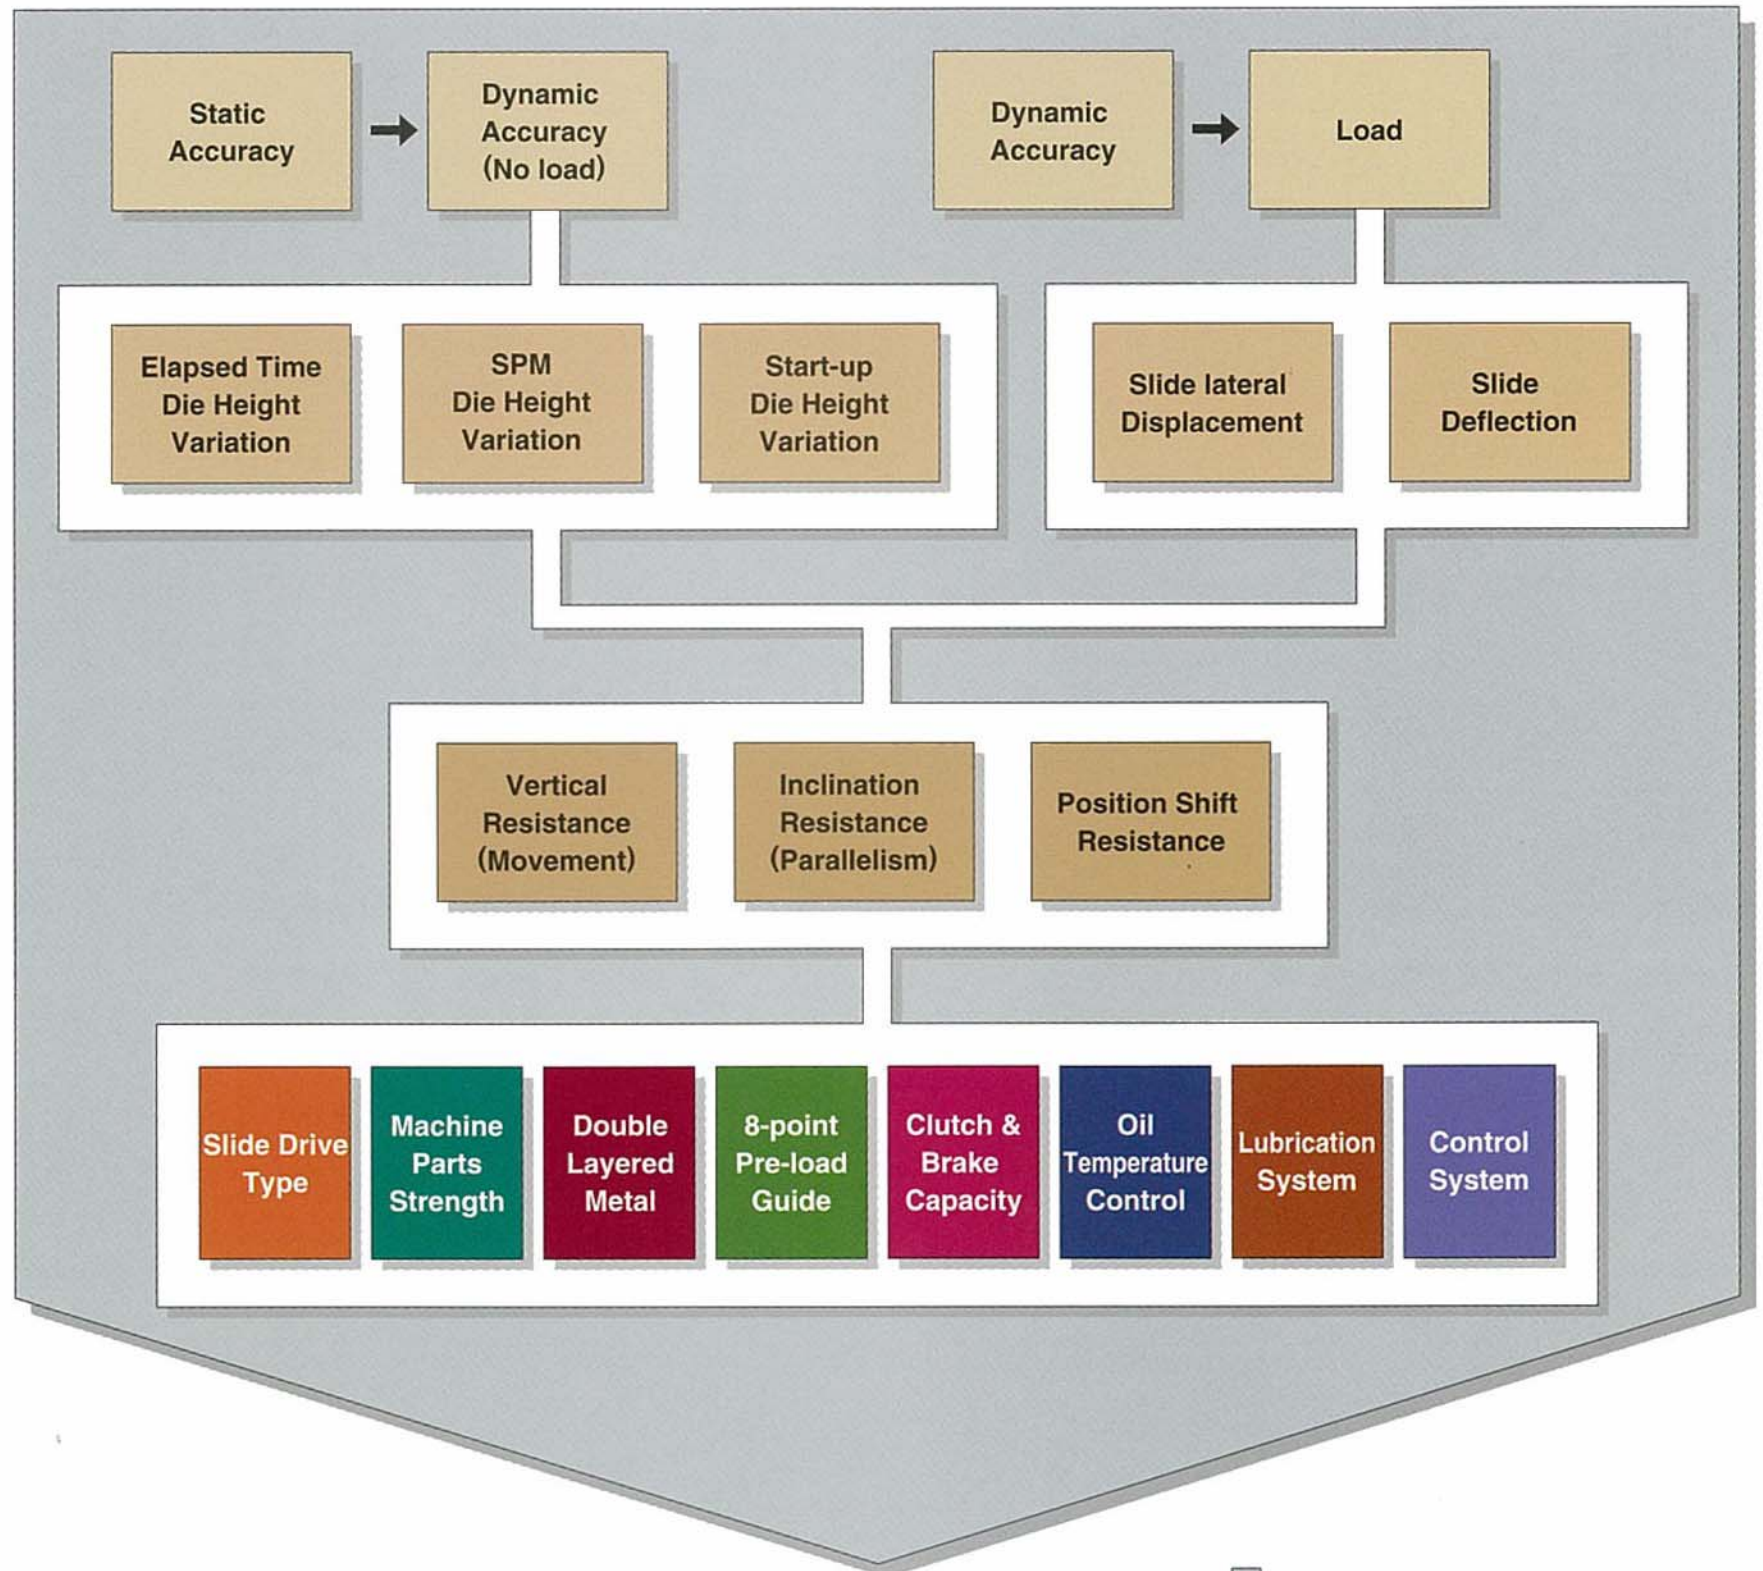 Static
Accuracy
Dynamic
Accuracy
(No load)
Dynamic
Accuracy
Load
Elapsed Time
Die Height
Variation
SPM
Die Height
Variation
Start-up
Die Height
Variation
Slide lateral
Displacement
Slide
Deflection
Vertical
Resistance
(Movement)
Inclination
Resistance
(Parallelism)
Position Shift
Resistance
Slide Drive
Type
Machine
Parts
Strength
Double
Layered
Metal
8-point
Pre-load
Guide
Clutch &
Brake
Capacity
Oil
Temperature
Control
Lubrication
System
Control
System